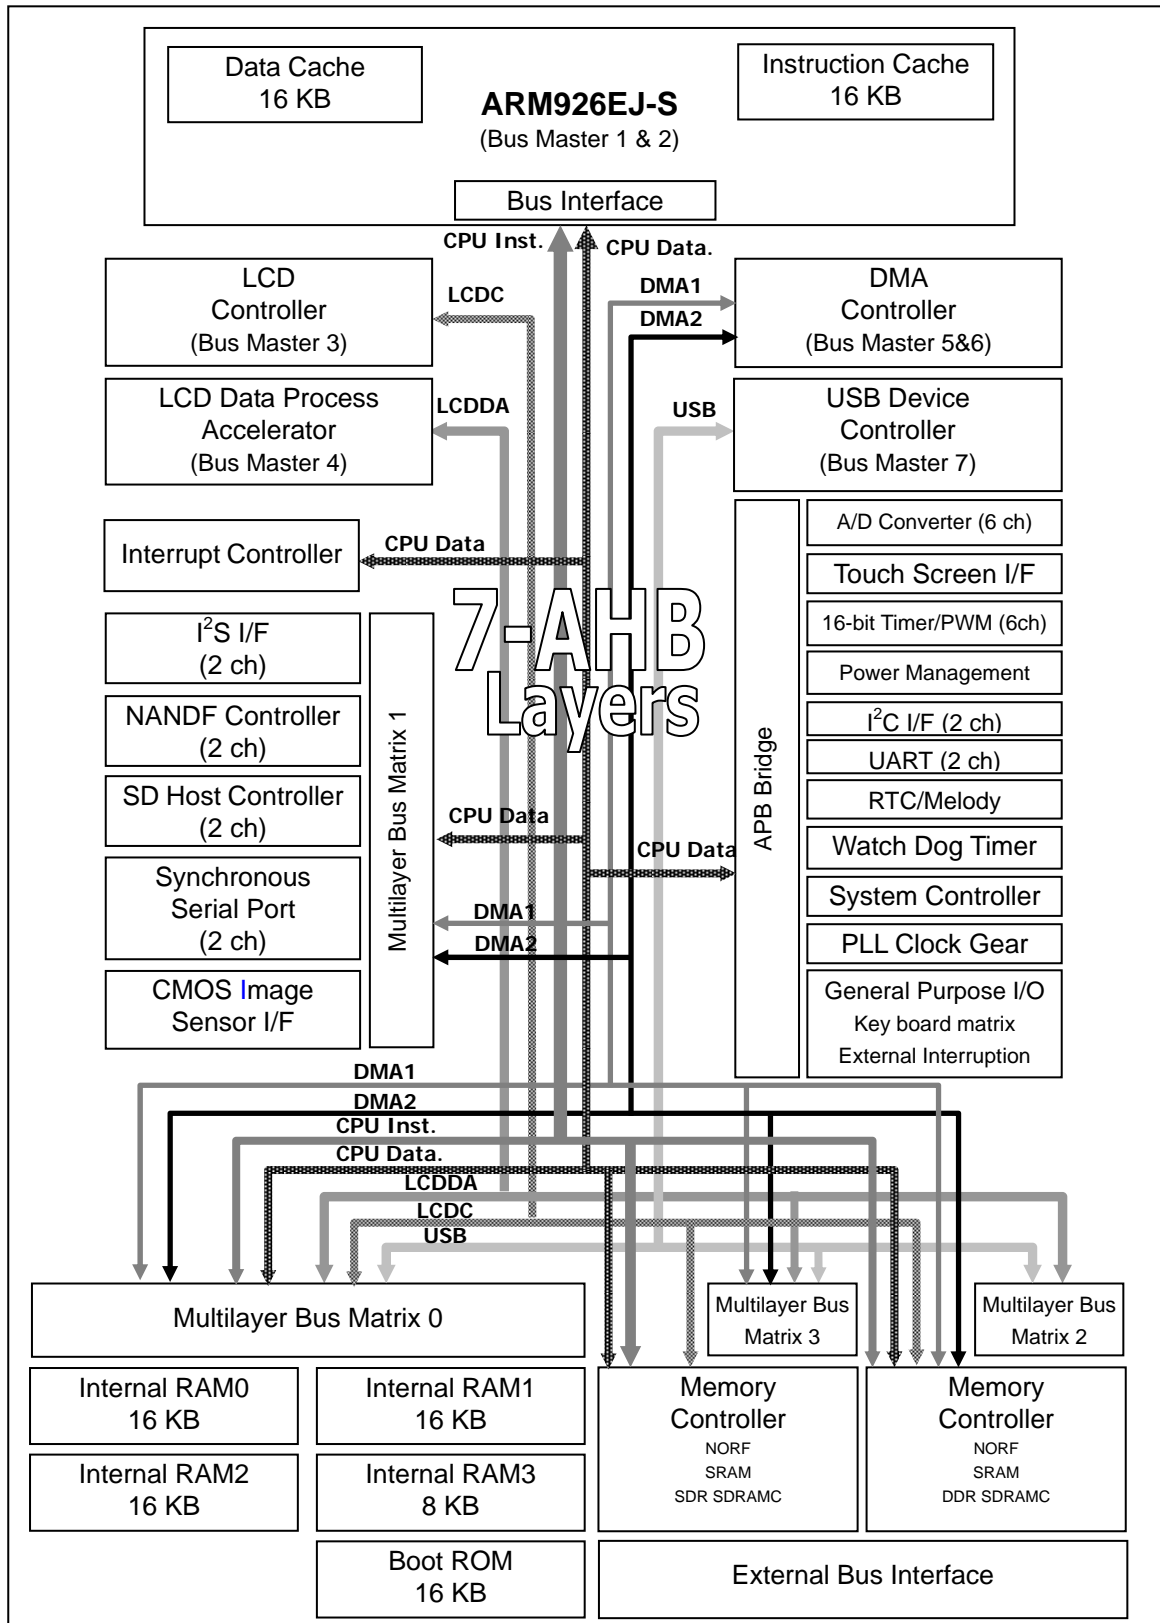 Data Cache
16 KB
Instruction Cache
16 KB
ARM926EJ-S
(Bus Master 1 & 2)
Bus Interface
CPU Inst.
CPU Data.
LCD
Controller
(Bus Master 3)
LCDC
DMA1
DMA2
DMA
Controller
(Bus Master 5&6)
LCD Data Process
Accelerator
(Bus Master 4)
LCDDA
USB
USB Device
Controller
(Bus Master 7)
Interrupt Controller
CPU Data
7-AHB
Layers
I²S I/F
(2 ch)
NANDF Controller
(2 ch)
SD Host Controller
(2 ch)
Synchronous
Serial Port
(2 ch)
CMOS Image
Sensor I/F
Multilayer Bus Matrix 1
CPU Data
CPU Data
DMA1
DMA2
APB Bridge
A/D Converter (6 ch)
Touch Screen I/F
16-bit Timer/PWM (6ch)
Power Management
I²C I/F (2 ch)
UART (2 ch)
RTC/Melody
Watch Dog Timer
System Controller
PLL Clock Gear
General Purpose I/O
Key board matrix
External Interruption
DMA1
DMA2
CPU Inst.
CPU Data.
LCDDA
LCDC
USB
Multilayer Bus Matrix 0
Multilayer Bus
Matrix 3
Multilayer Bus
Matrix 2
Internal RAM0
16 KB
Internal RAM1
16 KB
Internal RAM2
16 KB
Internal RAM3
8 KB
Boot ROM
16 KB
Memory
Controller
NORF
SRAM
SDR SDRAMC
Memory
Controller
NORF
SRAM
DDR SDRAMC
External Bus Interface